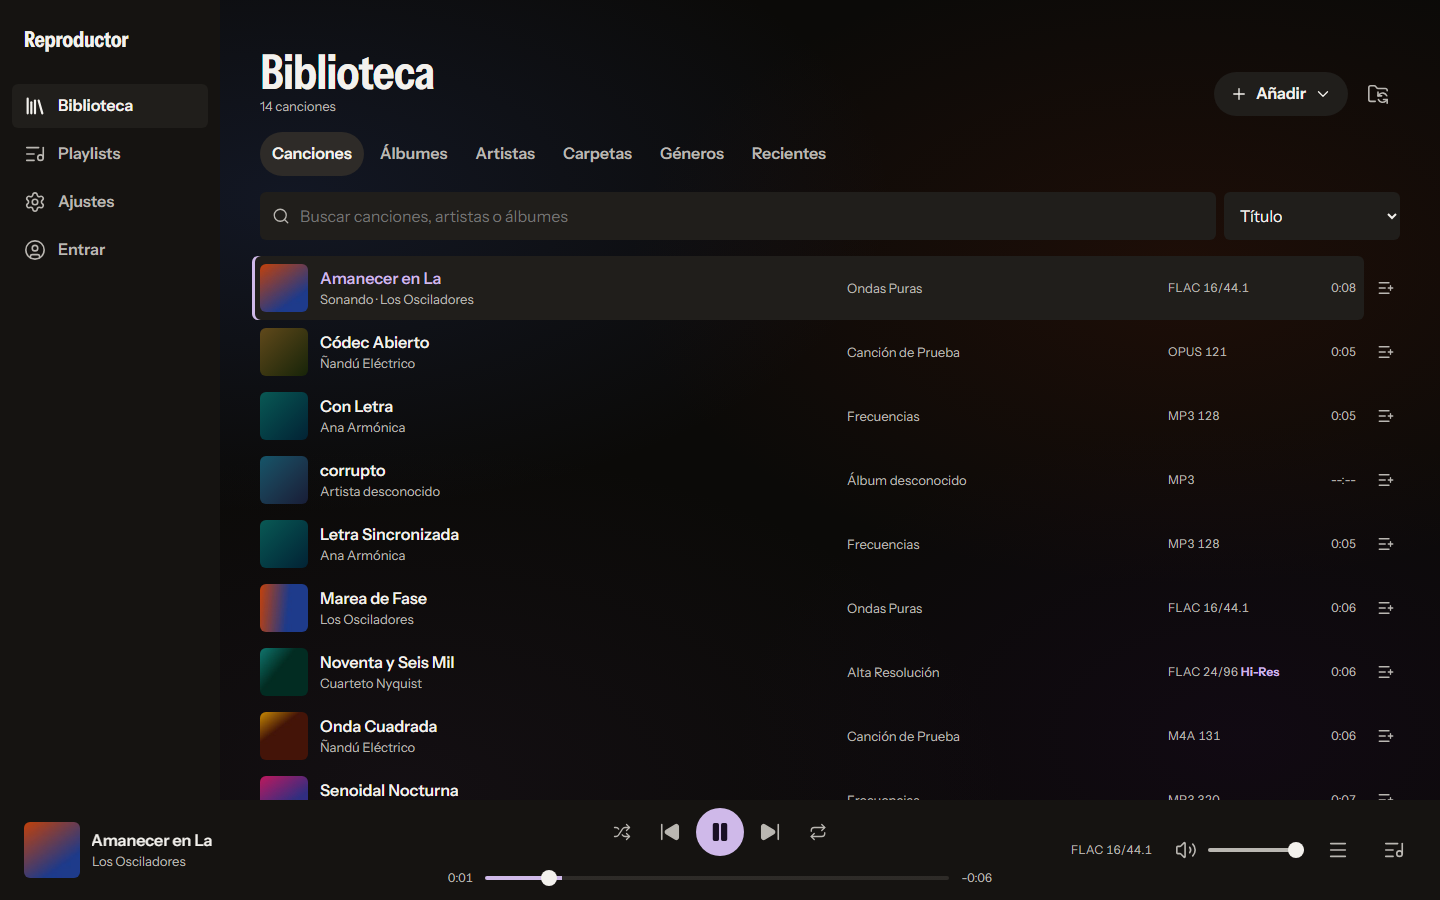 Reproductor
Biblioteca
Playlists
Ajustes
Entrar
Biblioteca
14 canciones
Añadir
Canciones Álbumes Artistas Carpetas Géneros Recientes
Buscar canciones, artistas o álbumes
Título
Amanecer en La
Sonando · Los Osciladores
Ondas Puras
FLAC 16/44.1
0:08
Códec Abierto
Ñandú Eléctrico
Canción de Prueba
OPUS 121
0:05
Con Letra
Ana Armónica
Frecuencias
MP3 128
0:05
corrupto
Artista desconocido
Álbum desconocido
MP3
--:--
Letra Sincronizada
Ana Armónica
Frecuencias
MP3 128
0:05
Marea de Fase
Los Osciladores
Ondas Puras
FLAC 16/44.1
0:06
Noventa y Seis Mil
Cuarteto Nyquist
Alta Resolución
FLAC 24/96 Hi-Res
0:06
Onda Cuadrada
Ñandú Eléctrico
Canción de Prueba
M4A 131
0:06
Senoidal Nocturna
Frecuencias
MP3 320
0:07
Amanecer en La
Los Osciladores
0:01
-0:06
FLAC 16/44.1